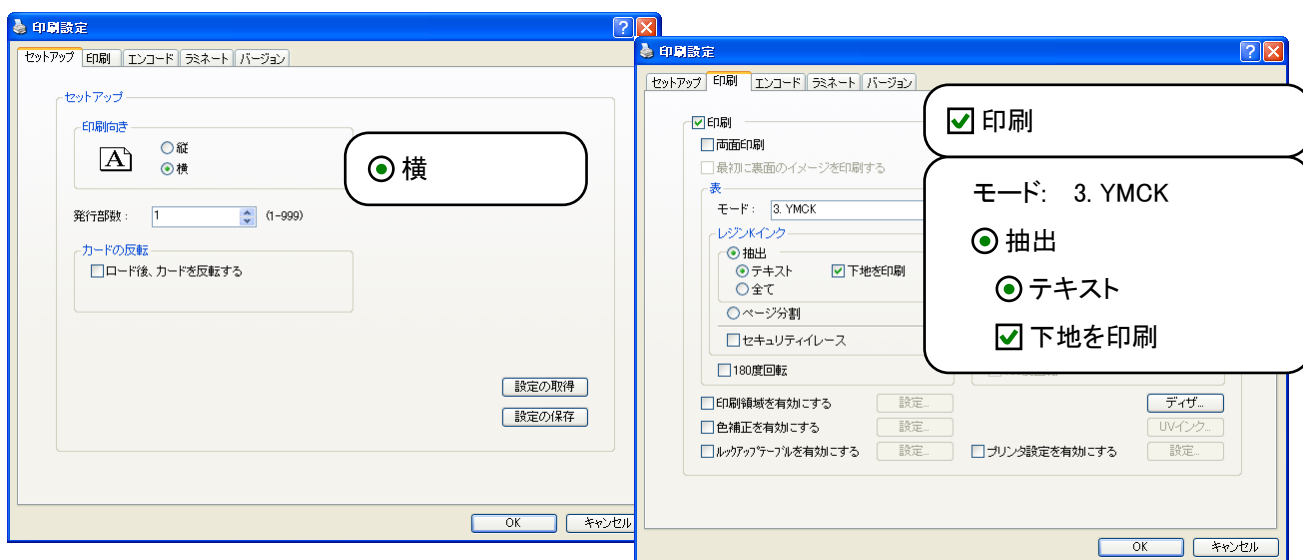 印刷設定
セットアップ 印刷 エンコード ラミネート バージョン
セットアップ
印刷向き
A
縦
横
横
発行部数: 1 (1-999)
カードの反転
ロード後、カードを反転する
設定の取得
設定の保存
OK キャンセル
印刷設定
セットアップ 印刷 エンコード ラミネート バージョン
印刷
印刷
両面印刷
最初に裏面のイメージを印刷する
表
モード: 3. YMCK
モード: 3. YMCK
レジンKインク
抽出
抽出
テキスト 下地を印刷
テキスト
全て
下地を印刷
ページ分割
セキュリティイレース
180度回転
印刷領域を有効にする 設定... ディザ...
色補正を有効にする 設定... UVインク...
ルックアップテーブルを有効にする 設定... プリンタ設定を有効にする 設定...
OK キャンセル